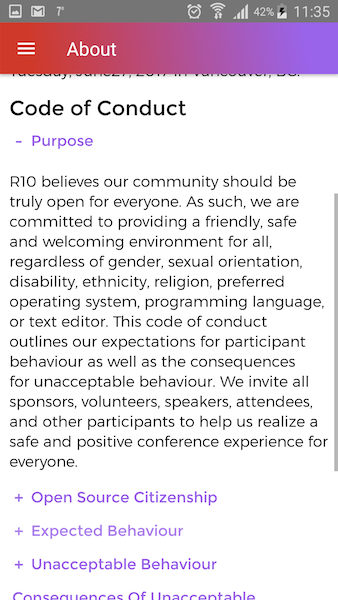 7°
42%
11:35
About
Tuesday, June27, 2017 in Vancouver, BC.
Code of Conduct
- Purpose
R10 believes our community should be
truly open for everyone. As such, we are
committed to providing a friendly, safe
and welcoming environment for all,
regardless of gender, sexual orientation,
disability, ethnicity, religion, preferred
operating system, programming language,
or text editor. This code of conduct
outlines our expectations for participant
behaviour as well as the consequences
for unacceptable behaviour. We invite all
sponsors, volunteers, speakers, attendees,
and other participants to help us realize a
safe and positive conference experience for
everyone.
+ Open Source Citizenship
+ Expected Behaviour
+ Unacceptable Behaviour
Consequences Of Unacceptable